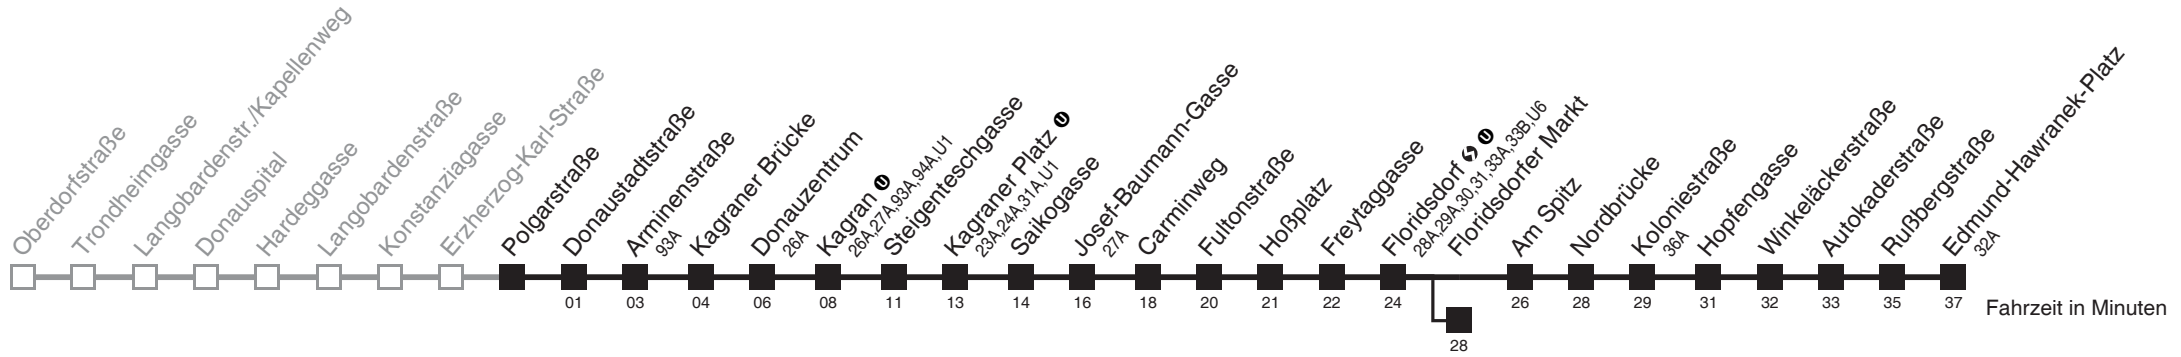 Oberdorfstraße
Trondheimgasse
Langobardenstr./Kapellenweg
Donauspital
Hardeggasse
Langobardenstraße
Konstanziagasse
Erzherzog-Karl-Straße
Polgarstraße
Donaustadtstraße
01
Arminenstraße
93A
03
Kagraner Brücke
04
Donauzentrum
26A
06
Kagran U
26A,27A,93A,94A,U1
08
Steigenteschgasse
11
Kagraner Platz U
23A,24A,31A,U1
13
Saikogasse
14
Josef-Baumann-Gasse
27A
16
Carminweg
18
Fultonstraße
20
Hoßplatz
21
Freytaggasse
22
Floridsdorf S U
28A,29A,30,31,33A,33B,U6
24
Floridsdorfer Markt
28
Am Spitz
26
Nordbrücke
28
Koloniestraße
36A
29
Hopfengasse
31
Winkeläckerstraße
32
Autokaderstraße
33
Rußbergstraße
35
Edmund-Hawranek-Platz
32A
37
Fahrzeit in Minuten